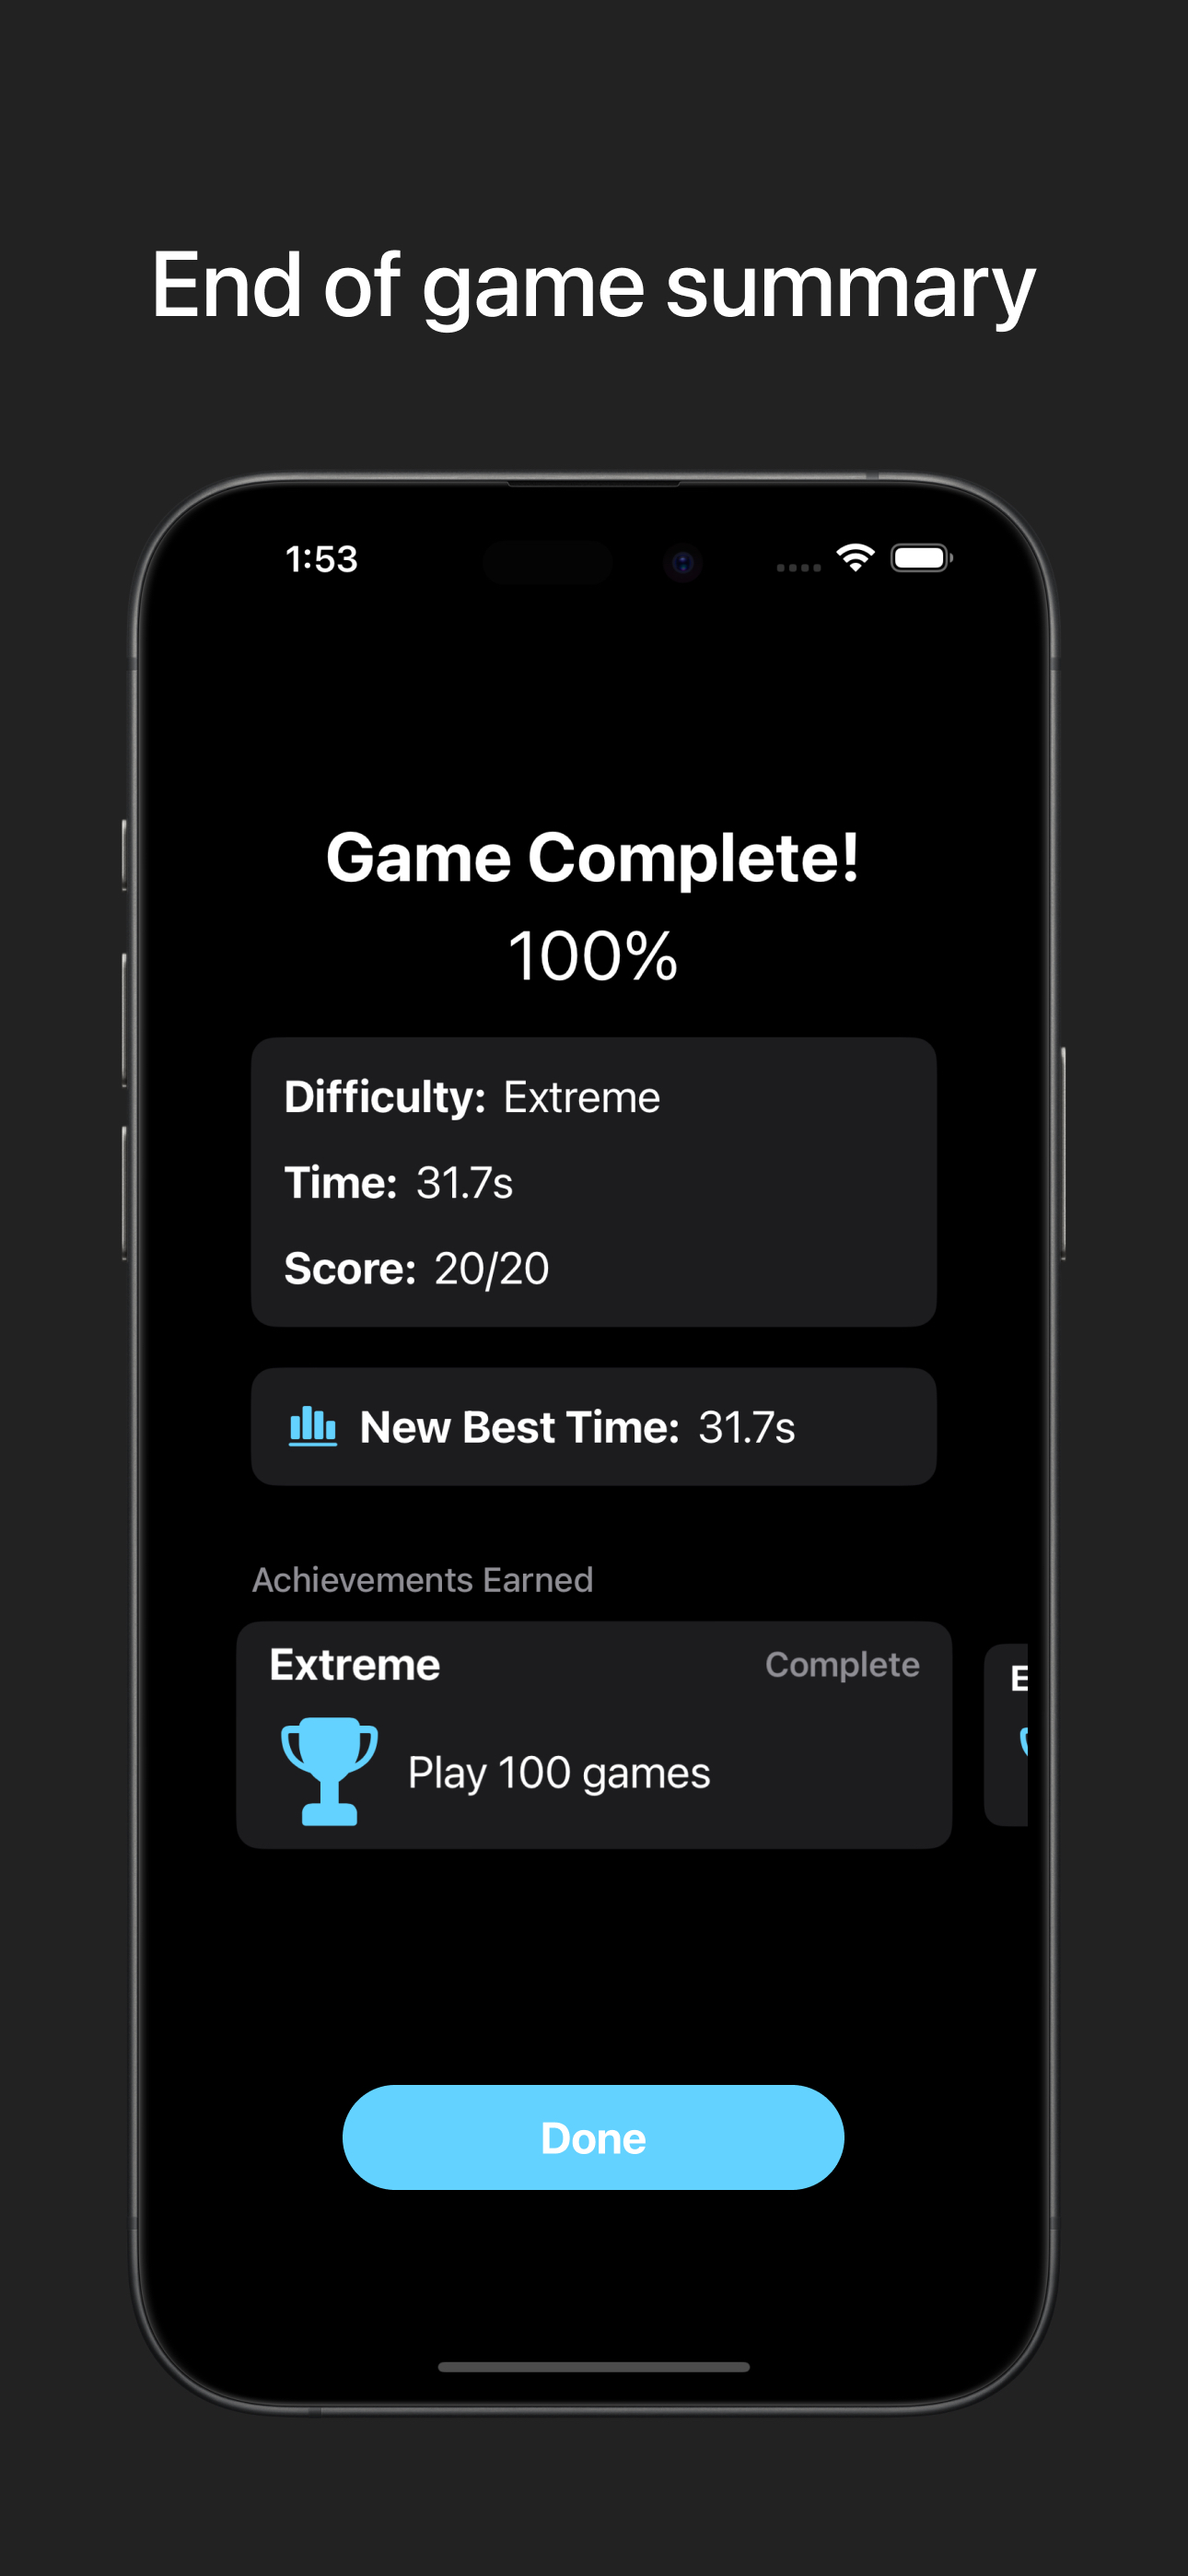 End of game summary
1:53
Game Complete!
100%
Difficulty: Extreme
Time: 31.7s
Score: 20/20
New Best Time: 31.7s
Achievements Earned
Extreme Complete
Play 100 games
Done